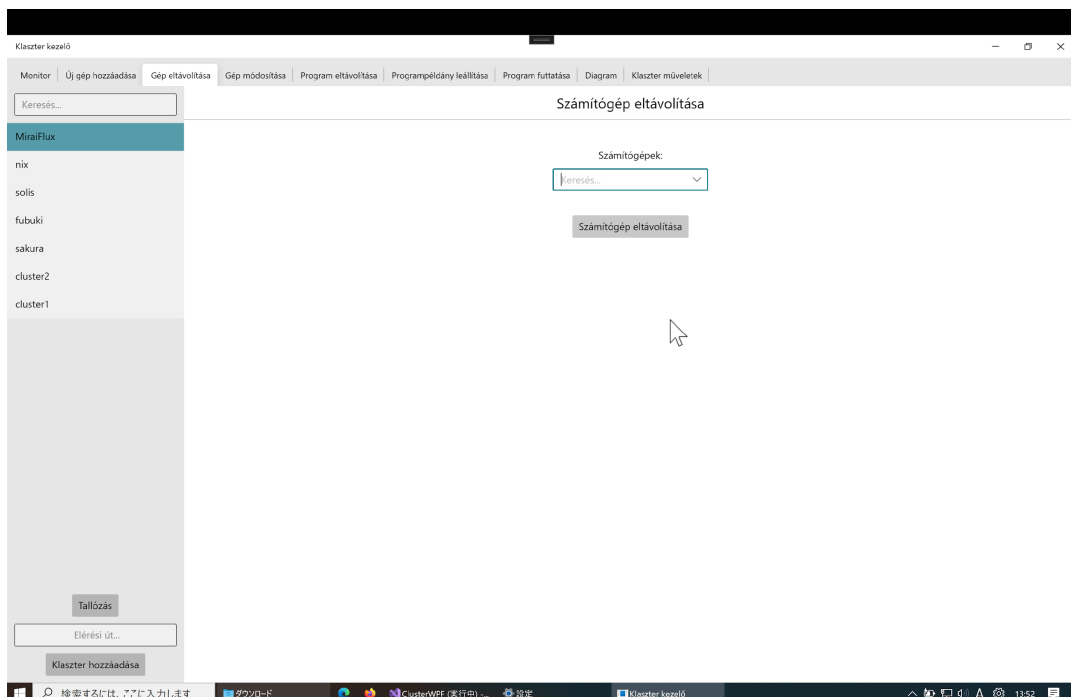 Klaszter kezelő
Monitor Új gép hozzáadása Gép eltávolítása Gép módosítása Program eltávolítása Programpéldány leállítása Program futtatása Diagram Klaszter műveletek
Keresés...
Számítógép eltávolítása
MiraiFlux
nix
solis
fubuki
sakura
cluster2
cluster1
Számítógépek:
Keresés...
Számítógép eltávolítása
Tallózás
Elérési út...
Klaszter hozzáadása
検索するには、ここに入力します ダウンロード ClusterWPF (実行中) -... 設定 Klaszter kezelő A 13:52